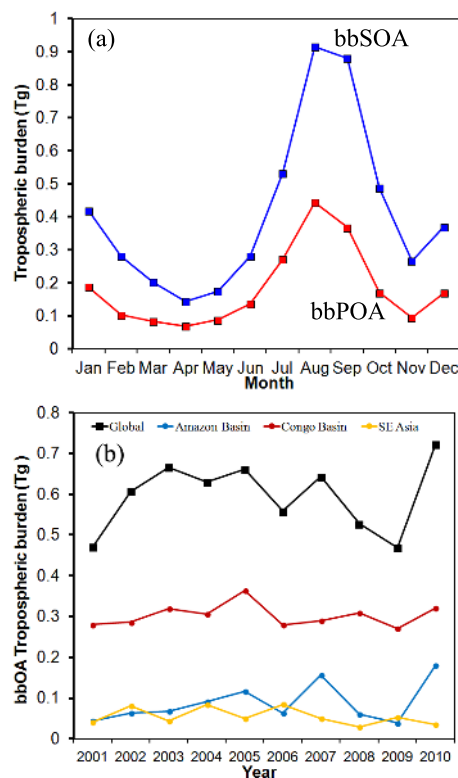 (a)
bbSOA
bbPOA
Tropospheric burden (Tg)
1
0.9
0.8
0.7
0.6
0.5
0.4
0.3
0.2
0.1
0
Jan Feb Mar Apr May Jun Jul Aug Sep Oct Nov Dec
Month
(b)
Global Amazon Basin Congo Basin SE Asia
bbOA Tropospheric burden (Tg)
0.8
0.7
0.6
0.5
0.4
0.3
0.2
0.1
0
2001 2002 2003 2004 2005 2006 2007 2008 2009 2010
Year